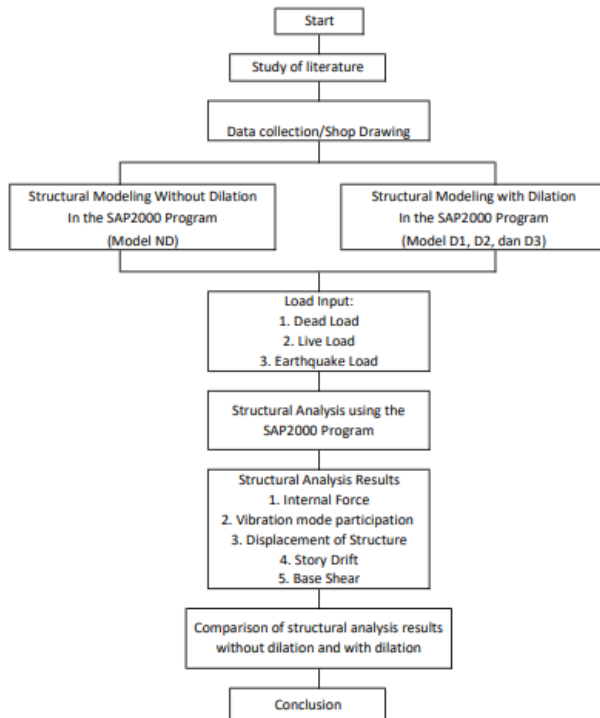 Start
Study of literature
Data collection/Shop Drawing
Structural Modeling Without Dilation
In the SAP2000 Program
(Model ND)
Structural Modeling with Dilation
In the SAP2000 Program
(Model D1, D2, dan D3)
Load Input:
1. Dead Load
2. Live Load
3. Earthquake Load
Structural Analysis using the
SAP2000 Program
Structural Analysis Results
1. Internal Force
2. Vibration mode participation
3. Displacement of Structure
4. Story Drift
5. Base Shear
Comparison of structural analysis results
without dilation and with dilation
Conclusion